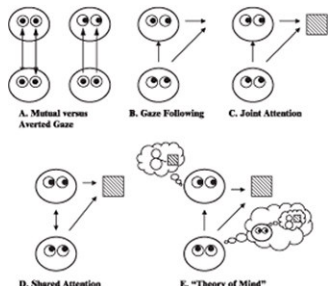 A. Mutual versus
Averted Gaze
B. Gaze Following
C. Joint Attention
D. Shared Attention
E. "Theory of Mind"